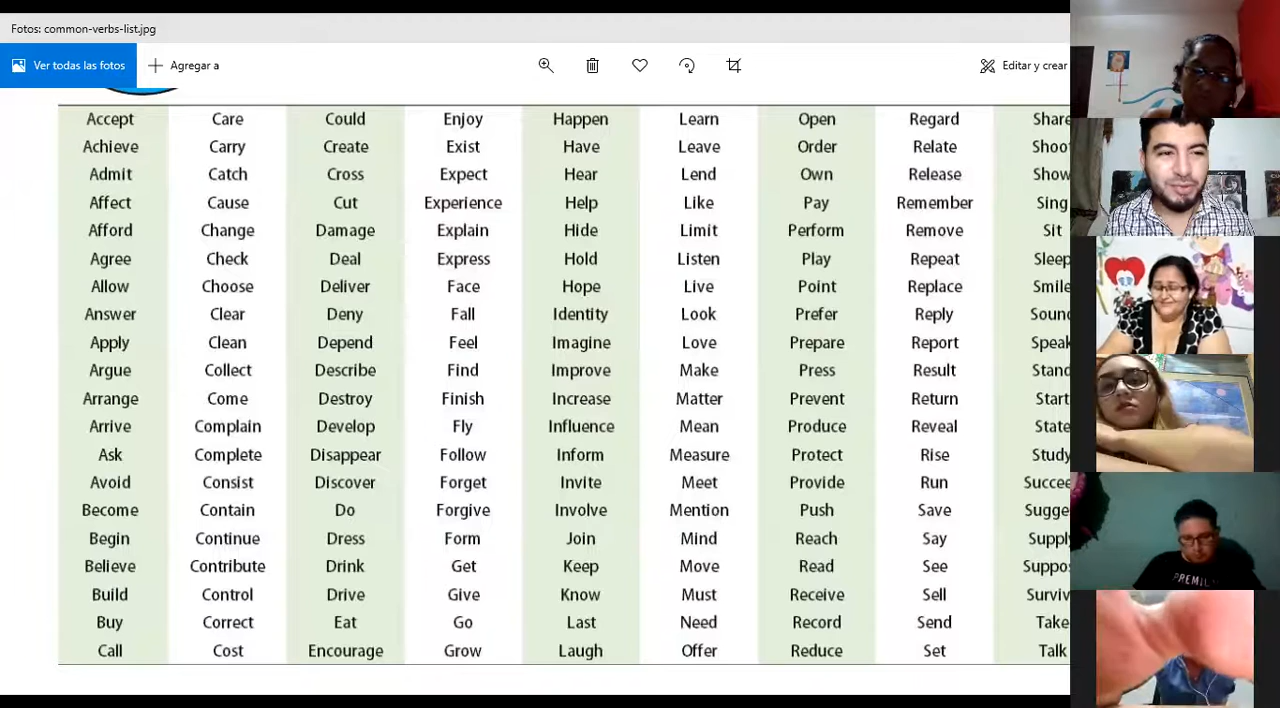 Fotos: common-verbs-list.jpg
Ver todas las fotos Agregar a Editar y crear
Accept Care Could Enjoy Happen Learn Open Regard Share
Achieve Carry Create Exist Have Leave Order Relate Shoo
Admit Catch Cross Expect Hear Lend Own Release Show
Affect Cause Cut Experience Help Like Pay Remember Sing
Afford Change Damage Explain Hide Limit Perform Remove Sit
Agree Check Deal Express Hold Listen Play Repeat Sleep
Allow Choose Deliver Face Hope Live Point Replace Smile
Answer Clear Deny Fall Identity Look Prefer Reply Soun
Apply Clean Depend Feel Imagine Love Prepare Report Speak
Argue Collect Describe Find Improve Make Press Result Stand
Arrange Come Destroy Finish Increase Matter Prevent Return Start
Arrive Complain Develop Fly Influence Mean Produce Reveal State
Ask Complete Disappear Follow Inform Measure Protect Rise Study
Avoid Consist Discover Forget Invite Meet Provide Run Succee
Become Contain Do Forgive Involve Mention Push Save Sugge
Begin Continue Dress Form Join Mind Reach Say Supply
Believe Contribute Drink Get Keep Move Read See Suppo
Build Control Drive Give Know Must Receive Sell Surviv
Buy Correct Eat Go Last Need Record Send Take
Call Cost Encourage Grow Laugh Offer Reduce Set Talk
PREMI